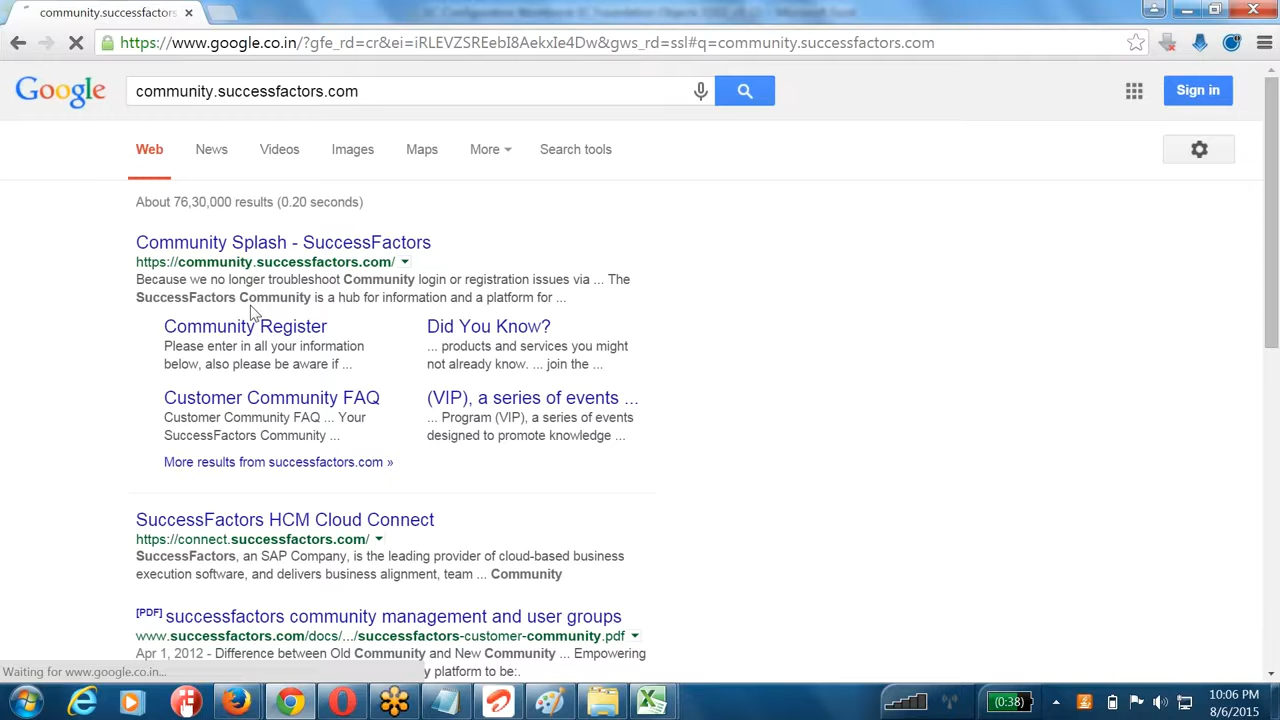 community.successfactors
https://www.google.co.in/?gfe_rd=cr&ei=iRLEVZSREebI8AekxIe4Dw&gws_rd=ssl#q=community.successfactors.com
Google
community.successfactors.com
Sign in
Web News Videos Images Maps More Search tools
About 76,30,000 results (0.20 seconds)
Community Splash - SuccessFactors
https://community.successfactors.com/
Because we no longer troubleshoot Community login or registration issues via ... The
SuccessFactors Community is a hub for information and a platform for ...
Community Register
Please enter in all your information
below, also please be aware if ...
Did You Know?
... products and services you might
not already know. ... join the ...
Customer Community FAQ
Customer Community FAQ ... Your
SuccessFactors Community ...
(VIP), a series of events ...
... Program (VIP), a series of events
designed to promote knowledge ...
More results from successfactors.com »
SuccessFactors HCM Cloud Connect
https://connect.successfactors.com/
SuccessFactors, an SAP Company, is the leading provider of cloud-based business
execution software, and delivers business alignment, team ... Community
[PDF] successfactors community management and user groups
www.successfactors.com/docs/.../successfactors-customer-community.pdf
Apr 1, 2012 - Difference between Old Community and New Community ... Empowering
y platform to be:.
Waiting for www.google.co.in...
(0:38)
10:06 PM
8/6/2015